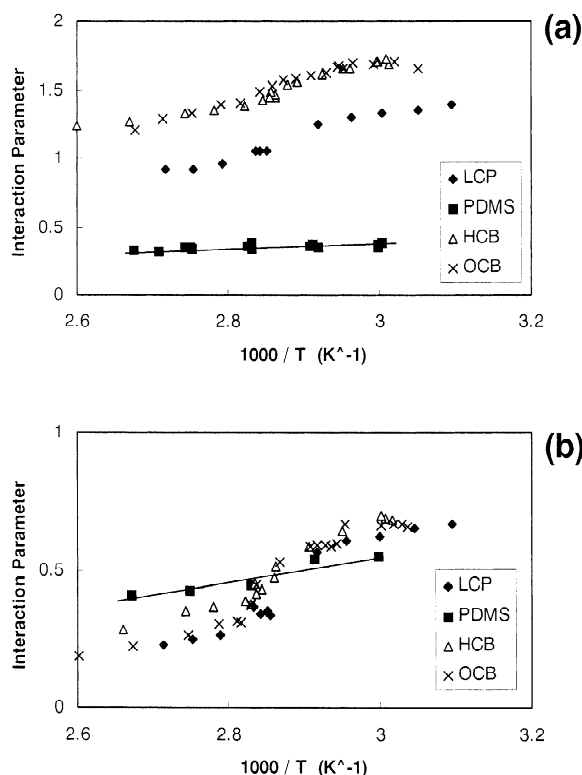 (a)
2
1.5
1
0.5
0
Interaction Parameter
LCP
PDMS
HCB
OCB
2.6 2.8 3 3.2
1000 / T (K^-1)
(b)
1
0.5
0
Interaction Parameter
LCP
PDMS
HCB
OCB
2.6 2.8 3 3.2
1000 / T (K^-1)